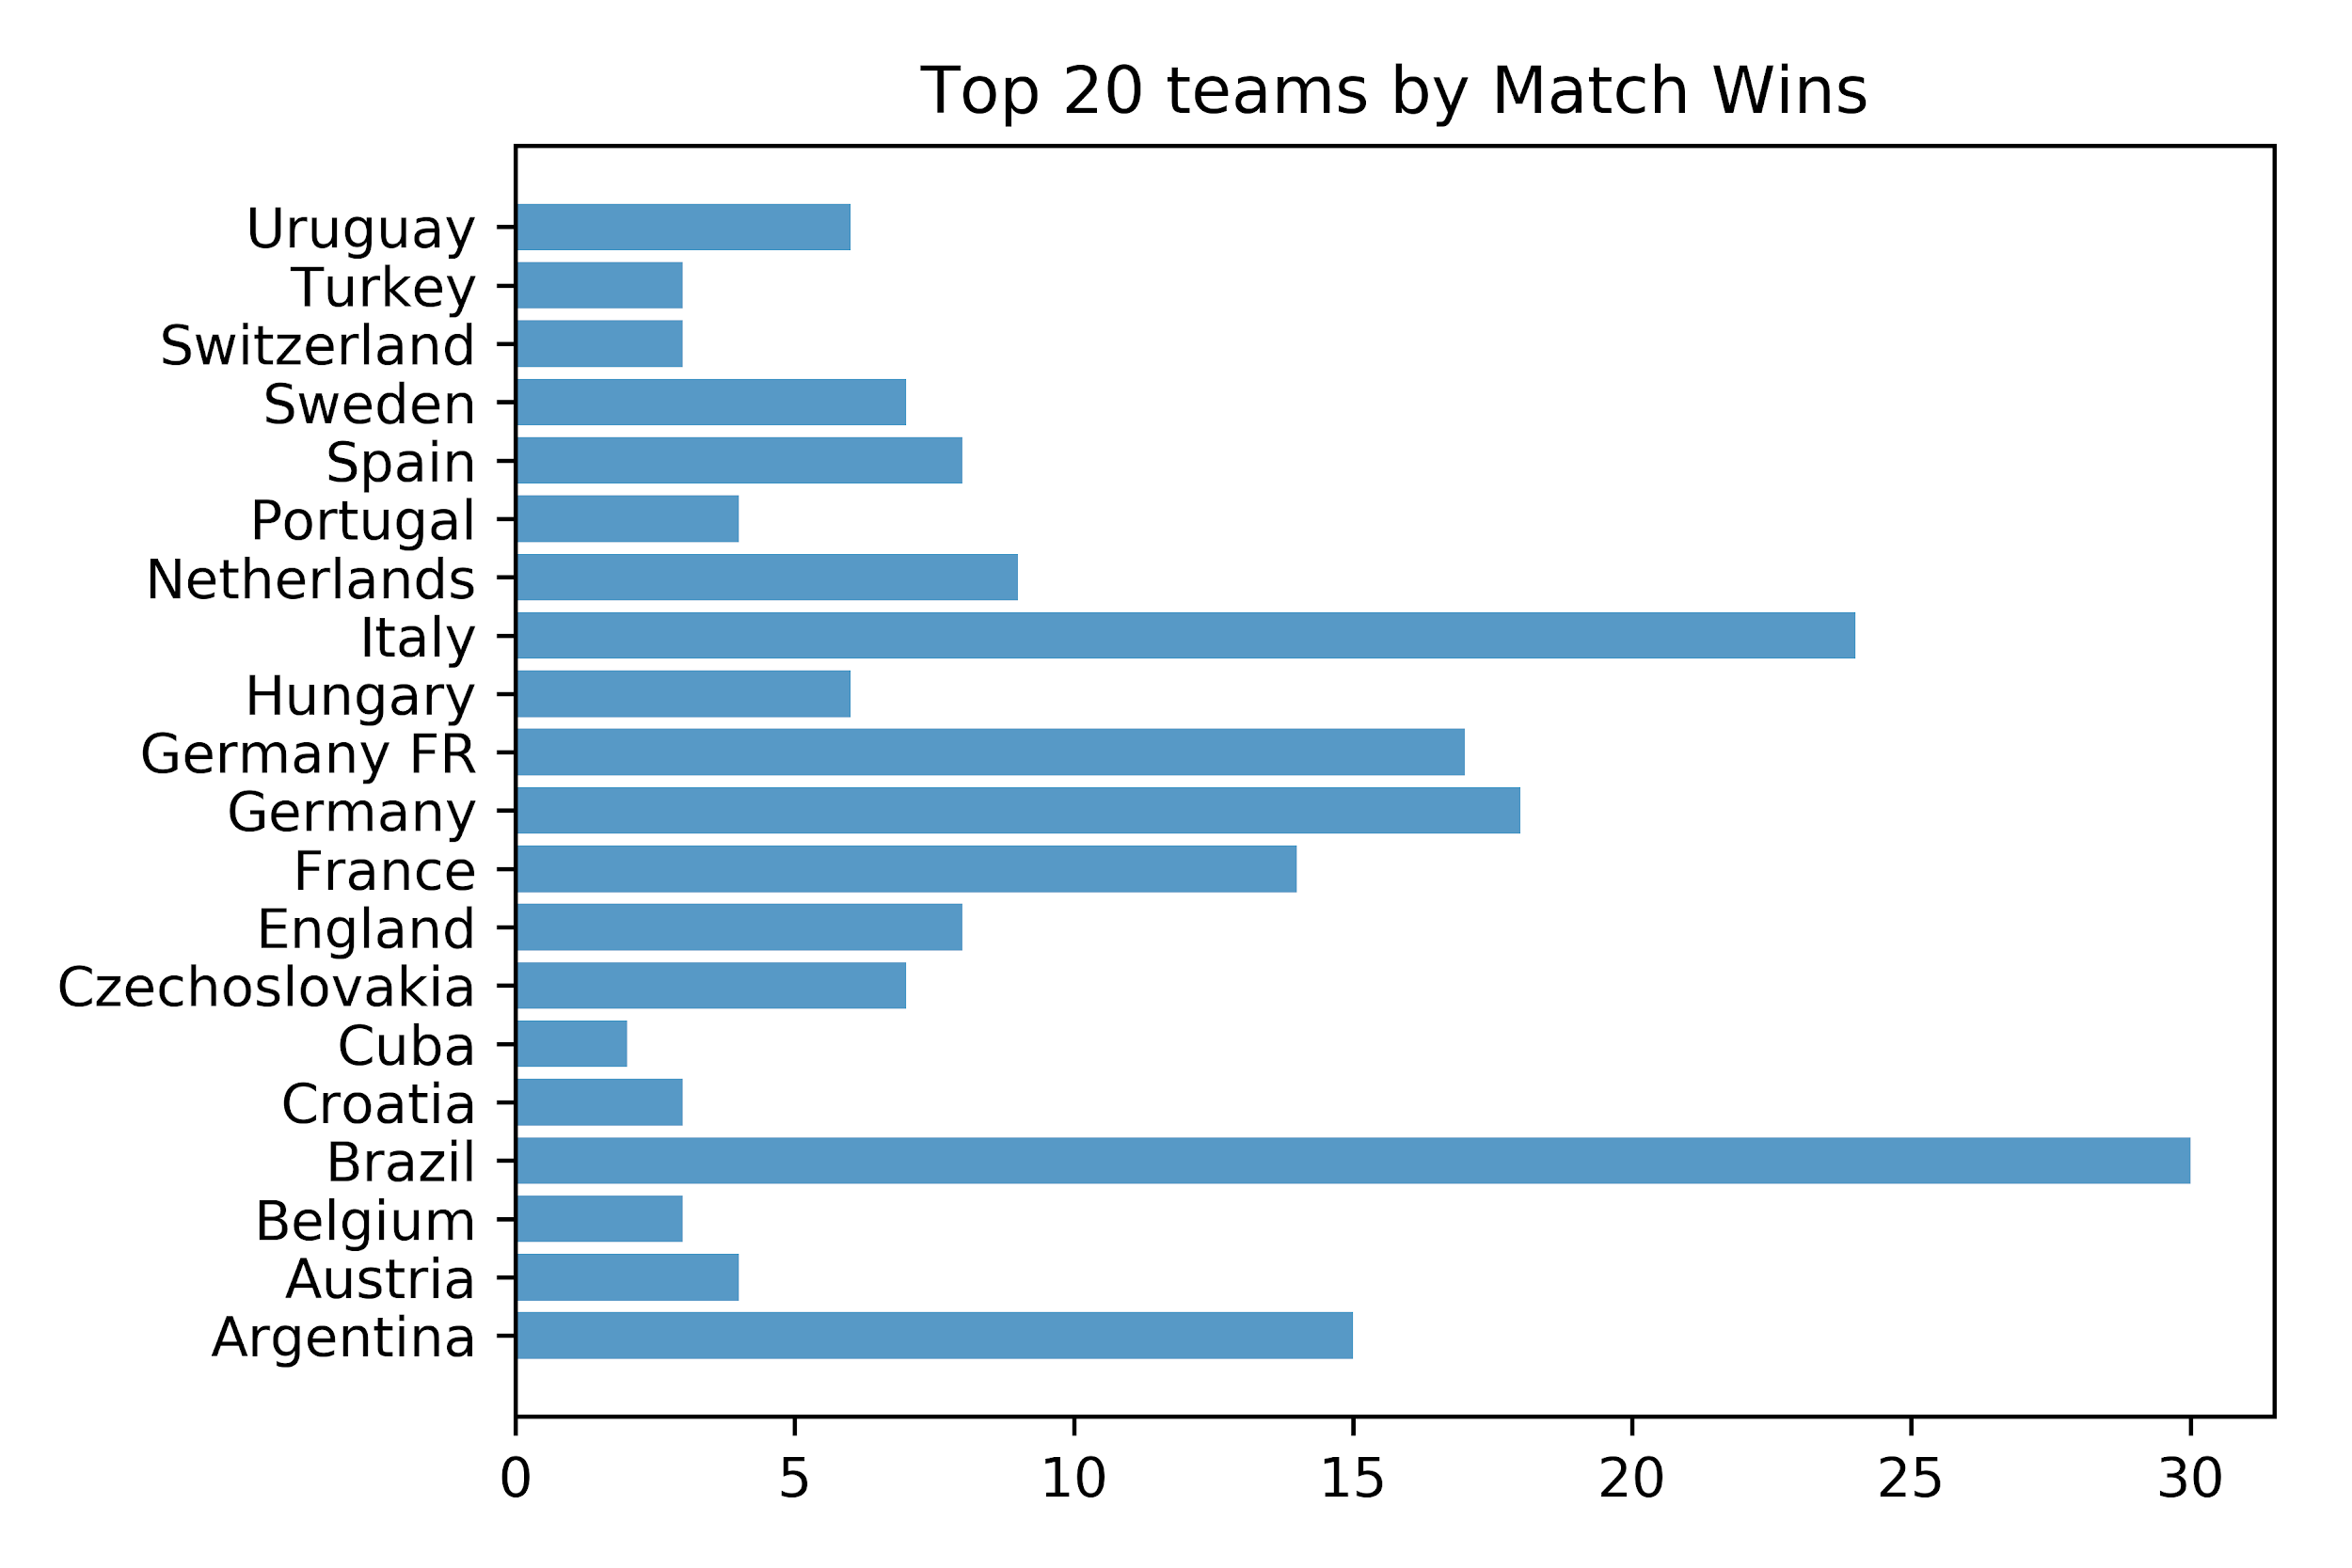 Top 20 teams by Match Wins
Uruguay
Turkey
Switzerland
Sweden
Spain
Portugal
Netherlands
Italy
Hungary
Germany FR
Germany
France
England
Czechoslovakia
Cuba
Croatia
Brazil
Belgium
Austria
Argentina
0 5 10 15 20 25 30